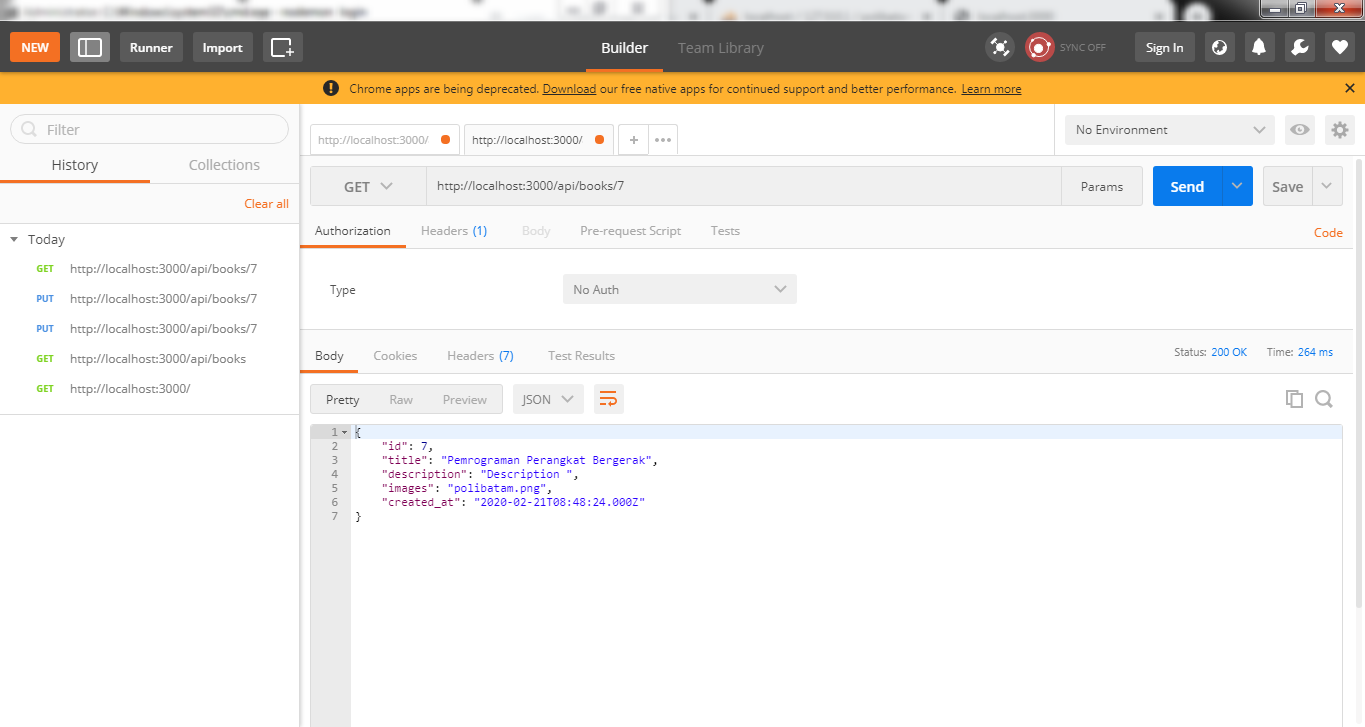 NEW Runner Import Builder Team Library SYNC OFF Sign In
Chrome apps are being deprecated. Download our free native apps for continued support and better performance. Learn more
Filter
History Collections
Clear all
Today
GET http://localhost:3000/api/books/7
PUT http://localhost:3000/api/books/7
PUT http://localhost:3000/api/books/7
GET http://localhost:3000/api/books
GET http://localhost:3000/
http://localhost:3000/ http://localhost:3000/ + •••
No Environment
GET http://localhost:3000/api/books/7 Params Send Save
Authorization Headers (1) Body Pre-request Script Tests Code
Type No Auth
Body Cookies Headers (7) Test Results Status: 200 OK Time: 264 ms
Pretty Raw Preview JSON
1 {
2 "id": 7,
3 "title": "Pemrograman Perangkat Bergerak",
4 "description": "Description ",
5 "images": "polibatam.png",
6 "created_at": "2020-02-21T08:48:24.000Z"
7 }